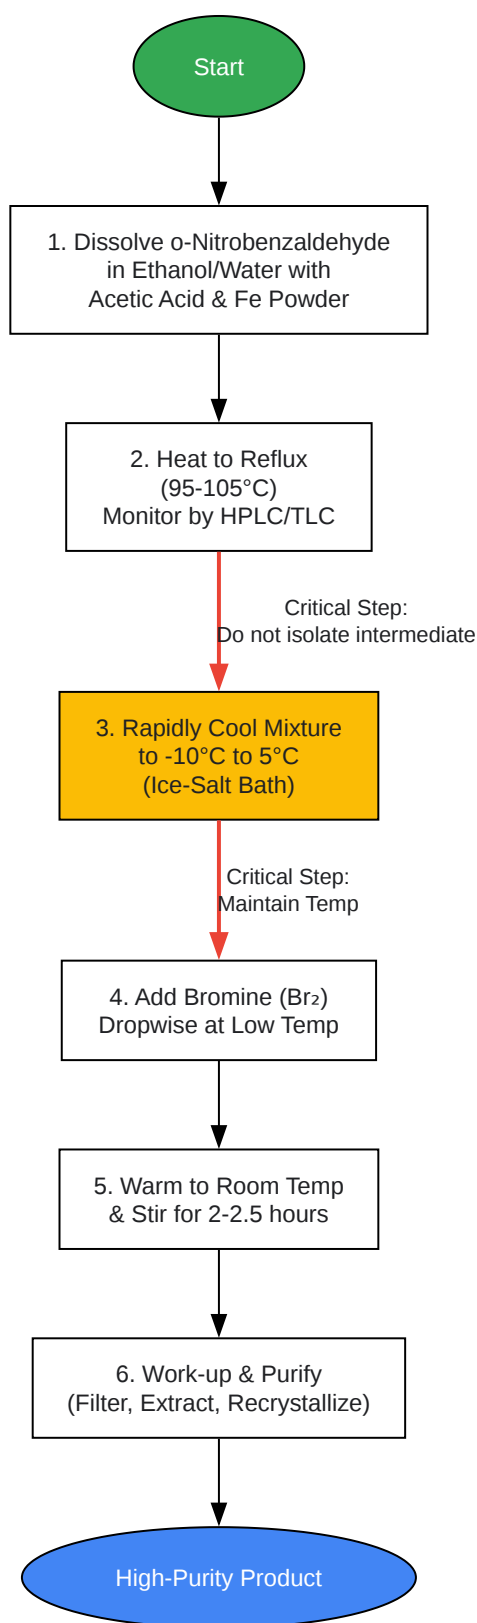 Start
1. Dissolve o-Nitrobenzaldehyde
in Ethanol/Water with
Acetic Acid & Fe Powder
2. Heat to Reflux
(95-105°C)
Monitor by HPLC/TLC
Critical Step:
Do not isolate intermediate
3. Rapidly Cool Mixture
to -10°C to 5°C
(Ice-Salt Bath)
Critical Step:
Maintain Temp
4. Add Bromine (Br₂)
Dropwise at Low Temp
5. Warm to Room Temp
& Stir for 2-2.5 hours
6. Work-up & Purify
(Filter, Extract, Recrystallize)
High-Purity Product